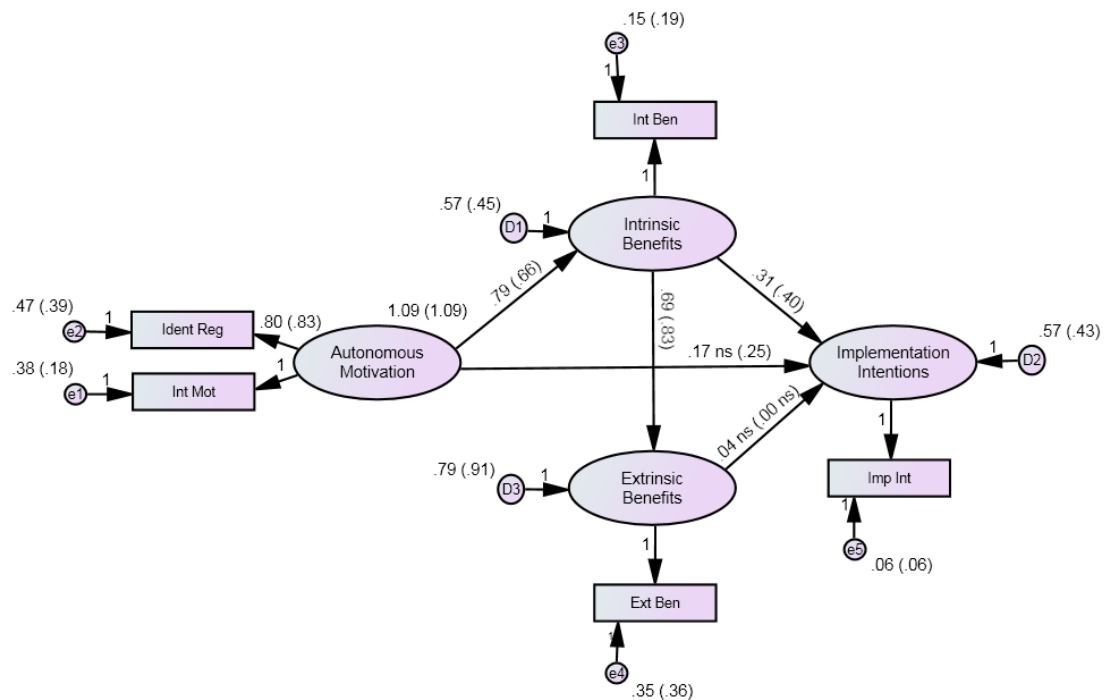 .15 (.19)
e3
1
Int Ben
1
.57 (.45)
D1
1
Intrinsic
Benefits
.79 (.66)
.31 (.40)
.69 (.83)
1.09 (1.09)
.47 (.39)
e2
1
Ident Reg
.80 (.83)
.38 (.18)
e1
1
Int Mot
1
Autonomous
Motivation
.17 ns (.25)
Implementation
Intentions
1
.57 (.43)
D2
.04 ns (.00 ns)
1
Imp Int
1
e5
.06 (.06)
.79 (.91)
D3
1
Extrinsic
Benefits
1
Ext Ben
1
e4
.35 (.36)